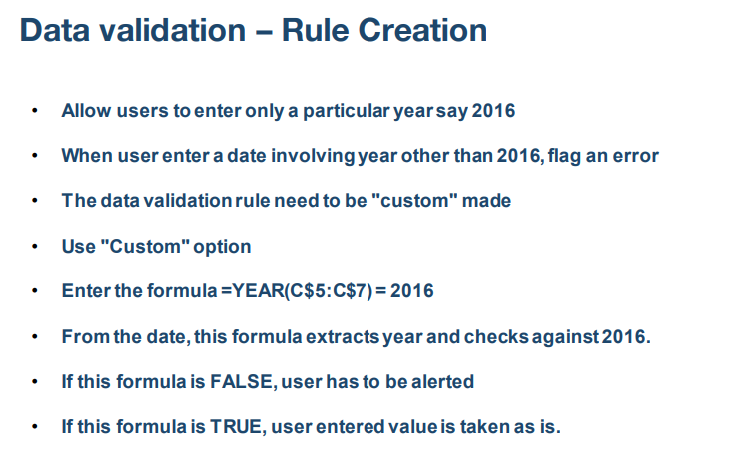 Data validation – Rule Creation
• Allow users to enter only a particular year say 2016
• When user enter a date involving year other than 2016, flag an error
• The data validation rule need to be "custom" made
• Use "Custom" option
• Enter the formula =YEAR(C$5:C$7) = 2016
• From the date, this formula extracts year and checks against 2016.
• If this formula is FALSE, user has to be alerted
• If this formula is TRUE, user entered value is taken as is.